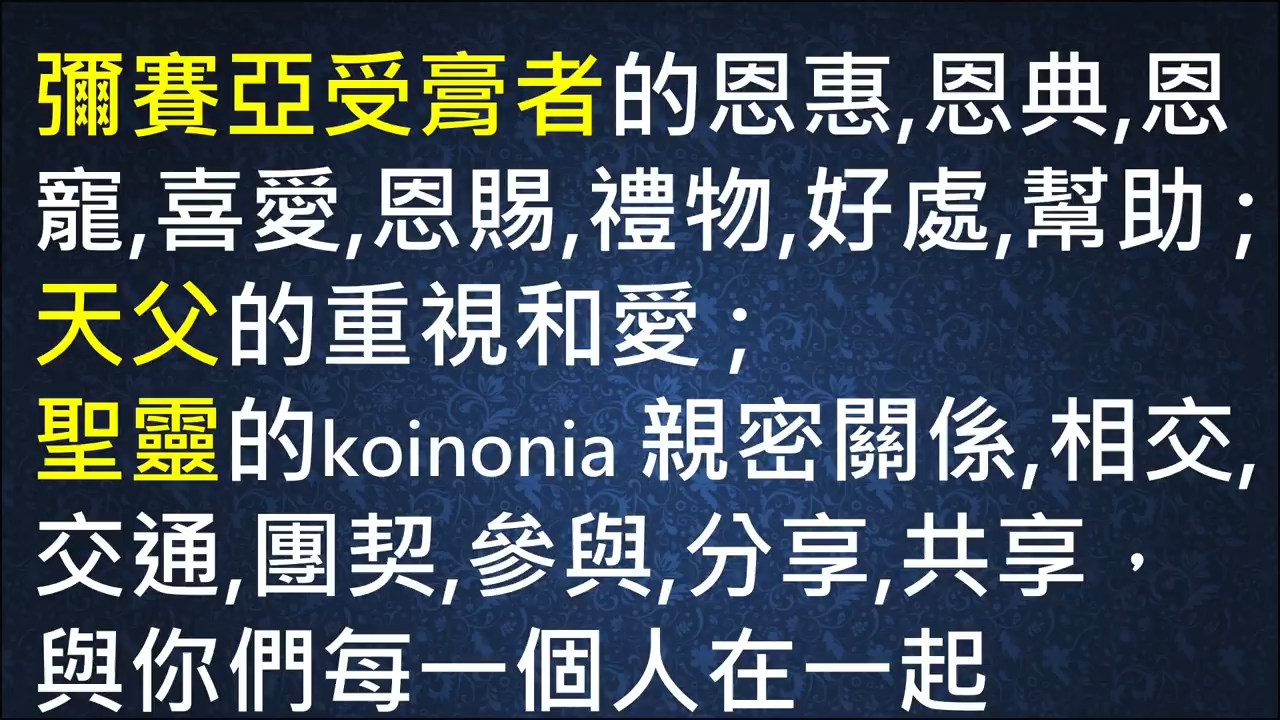 彌賽亞受膏者的恩惠,恩典,恩
寵,喜愛,恩賜,禮物,好處,幫助；
天父的重視和愛；
聖靈的koinonia 親密關係,相交,
交通,團契,參與,分享,共享，
與你們每一個人在一起